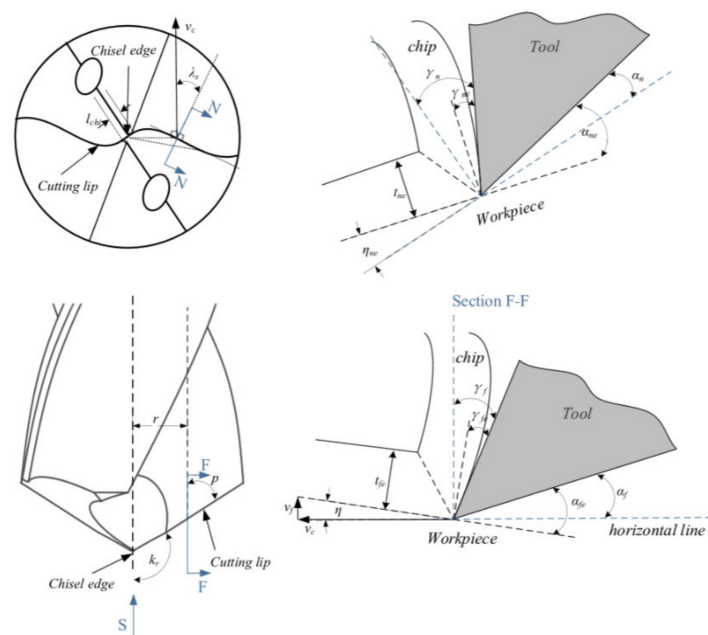 Chisel edge
v_c
λ_s
l_chi
N
N
Cutting lip
chip
Tool
γ_n
γ_ne
α_n
α_ne
t_ne
Workpiece
η_ne
r
F
p
F
k_r
Cutting lip
Chisel edge
S
Section F-F
chip
γ_f
γ_fe
Tool
t_fe
α_f
α_fe
v_f
η
v_c
horizontal line
Workpiece